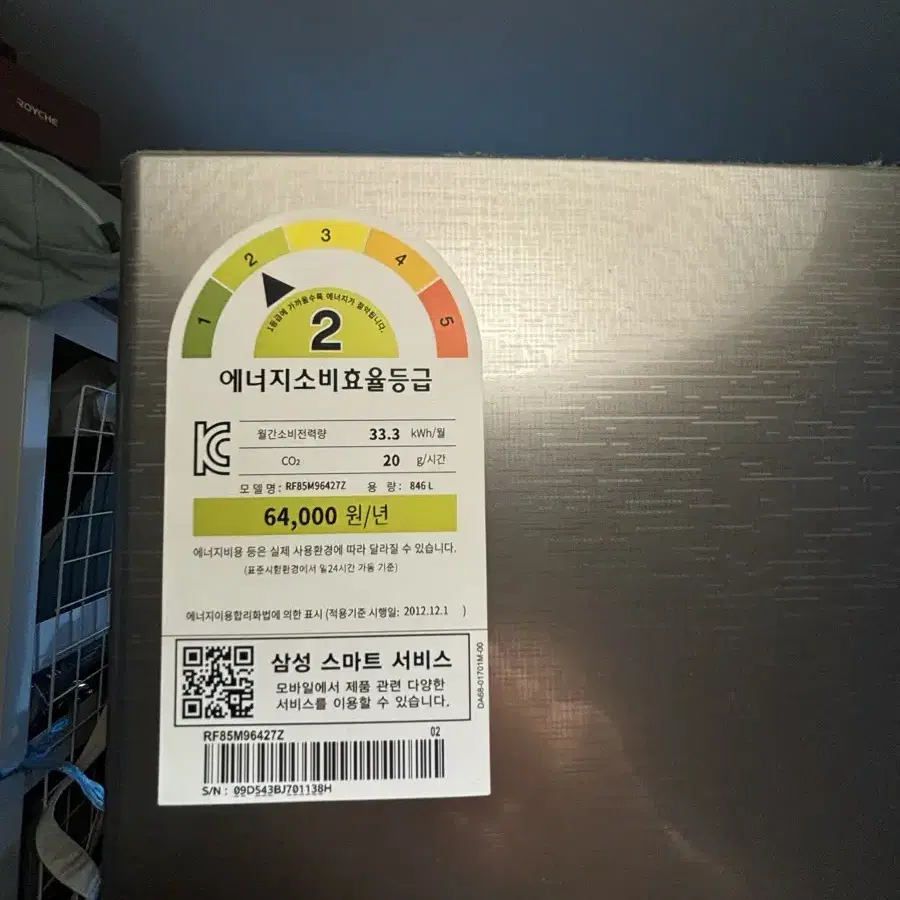 ROYCHE
1 2 3 4 5
1등급에 가까울수록 에너지가 절약됩니다.
2
에너지소비효율등급
월간소비전력량 33.3 kWh/월
CO₂ 20 g/시간
모델명: RF85M96427Z 용 량: 846 L
64,000 원/년
에너지비용 등은 실제 사용환경에 따라 달라질 수 있습니다.
(표준시험환경에서 일24시간 가동 기준)
에너지이용합리화법에 의한 표시 (적용기준 시행일: 2012.12.1 )
삼성 스마트 서비스
모바일에서 제품 관련 다양한
서비스를 이용할 수 있습니다.
DA68-01701M-00
RF85M96427Z 02
S/N : 09D543BJ701138H